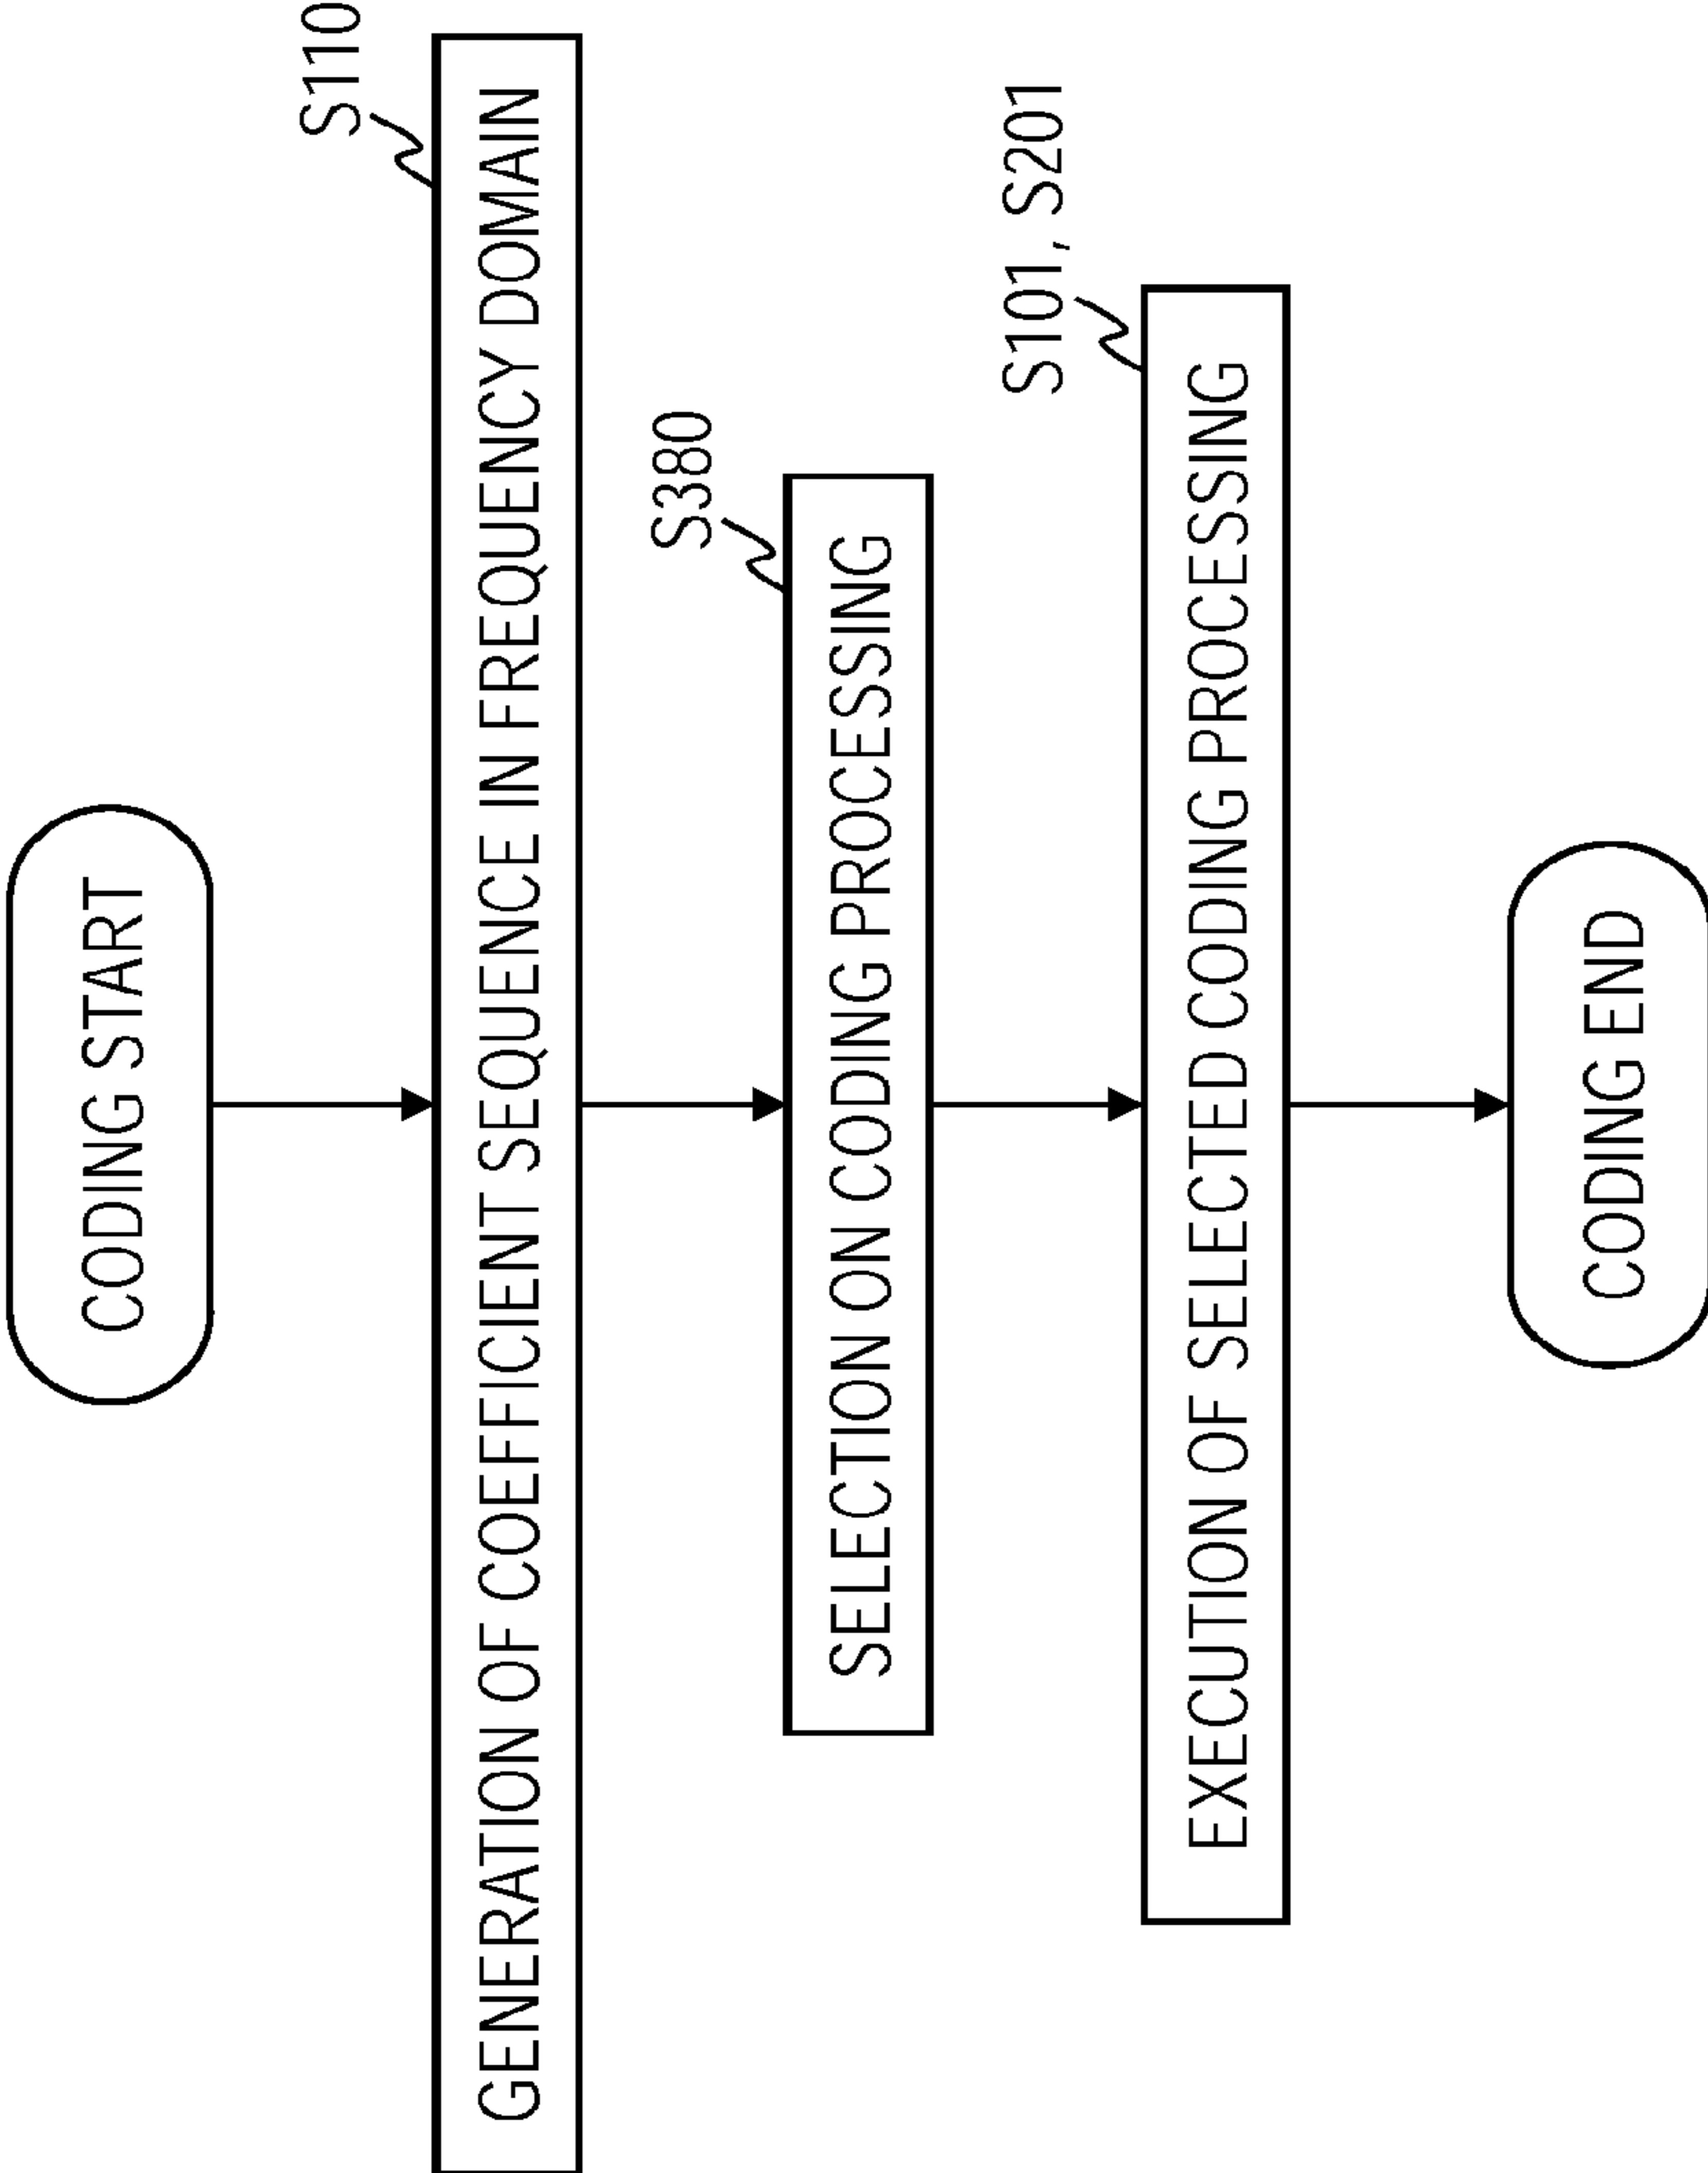 CODING START
S110
GENERATION OF COEFFICIENT SEQUENCE IN FREQUENCY DOMAIN
S380
SELECTION ON CODING PROCESSING
S101, S201
EXECUTION OF SELECTED CODING PROCESSING
CODING END